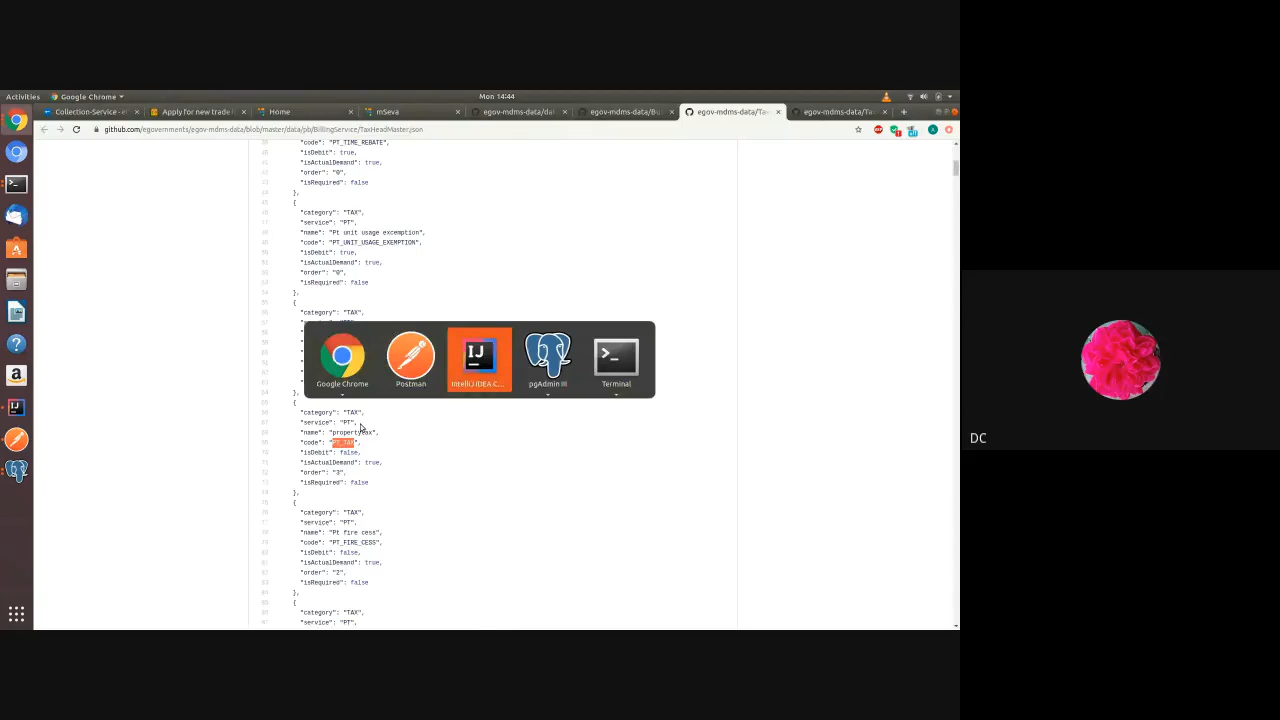 Activities
Google Chrome
Mon 14:44
Collection-Service - e
Apply for new trade l
Home
mSeva
egov-mdms-data/da
egov-mdms-data/Bu
egov-mdms-data/Ta
egov-mdms-data/Ta
github.com/egovernments/egov-mdms-data/blob/master/data/pb/BillingService/TaxHeadMaster.json
"code": "PT_TIME_REBATE",
"isDebit": true,
"isActualDemand": true,
"order": "0",
"isRequired": false
},
{
"category": "TAX",
"service": "PT",
"name": "Pt unit usage excemption",
"code": "PT_UNIT_USAGE_EXEMPTION",
"isDebit": true,
"isActualDemand": true,
"order": "0",
"isRequired": false
},
{
"category": "TAX",
Google Chrome
Postman
IntelliJ IDEA C...
pgAdmin III
Terminal
},
{
"category": "TAX",
"service": "PT",
"name": "propertytax",
"code": "PT_TAX",
"isDebit": false,
"isActualDemand": true,
"order": "3",
"isRequired": false
},
{
"category": "TAX",
"service": "PT",
"name": "Pt fire cess",
"code": "PT_FIRE_CESS",
"isDebit": false,
"isActualDemand": true,
"order": "2",
"isRequired": false
},
{
"category": "TAX",
"service": "PT",
DC